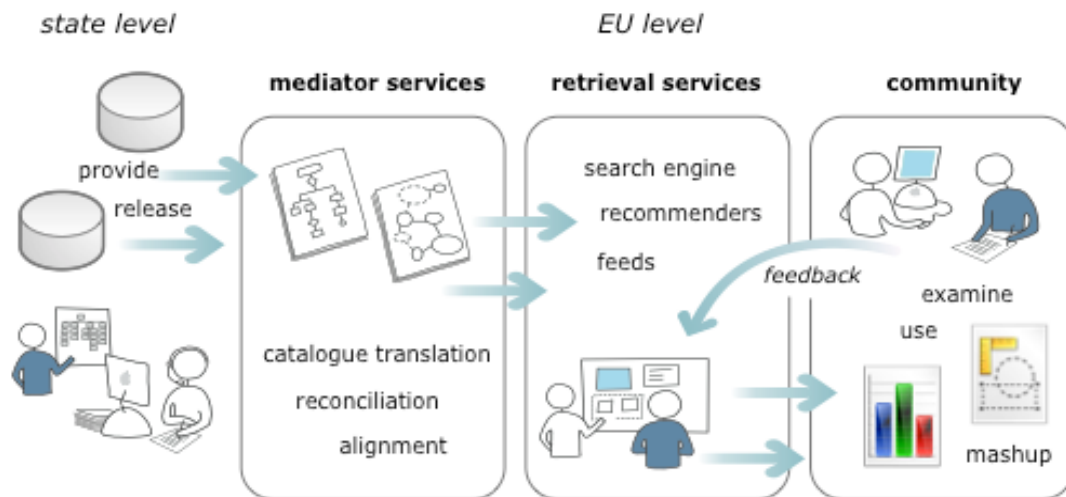 state level
EU level
mediator services
retrieval services
community
provide
release
search engine
recommenders
feeds
feedback
examine
use
catalogue translation
reconciliation
alignment
mashup